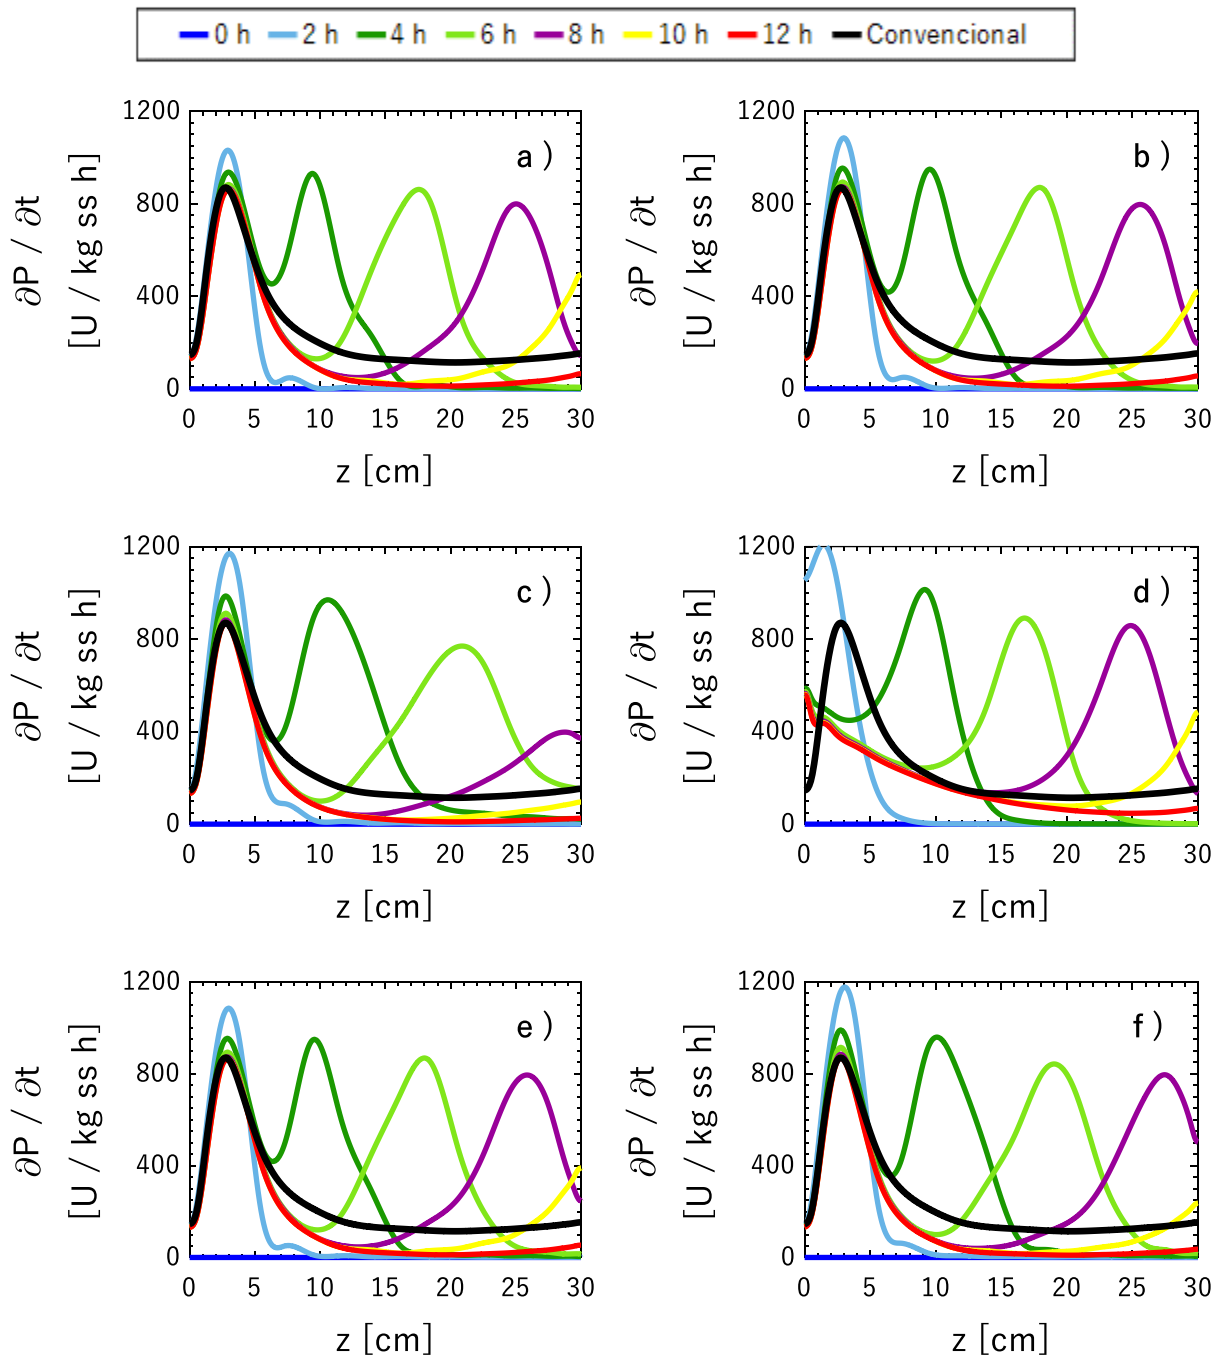 0 h 2 h 4 h 6 h 8 h 10 h 12 h Convencional
1200 a ) 1200 b )
800 800
400 400
0 0
0 5 10 15 20 25 30 0 5 10 15 20 25 30
∂P / ∂t
[U / kg ss h]
∂P / ∂t
[U / kg ss h]
z [cm] z [cm]
1200 c ) 1200 d )
800 800
400 400
0 0
0 5 10 15 20 25 30 0 5 10 15 20 25 30
∂P / ∂t
[U / kg ss h]
∂P / ∂t
[U / kg ss h]
z [cm] z [cm]
1200 e ) 1200 f )
800 800
400 400
0 0
0 5 10 15 20 25 30 0 5 10 15 20 25 30
∂P / ∂t
[U / kg ss h]
∂P / ∂t
[U / kg ss h]
z [cm] z [cm]